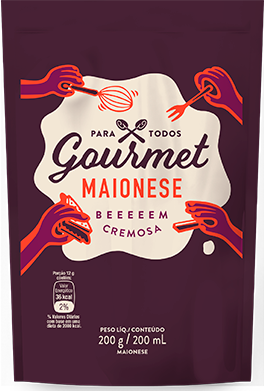 PARA TODOS
Gourmet
MAIONESE
BEEEEEM
CREMOSA
Porção 12 g
contém:
Valor
Energético
36 kcal
2%
% Valores Diários
com base em uma
dieta de 2000 kcal.
PESO LÍQ./CONTEÚDO
200 g/200 mL
MAIONESE